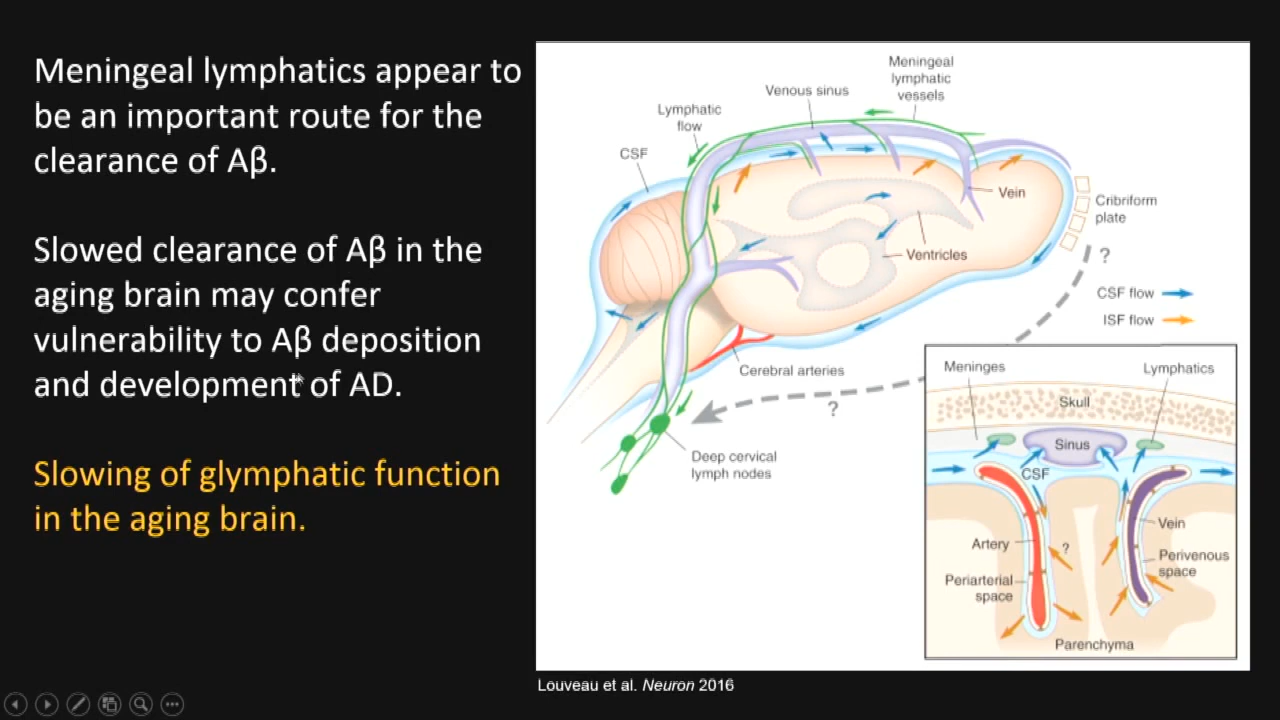 Meningeal lymphatics appear to
be an important route for the
clearance of Aβ.
Slowed clearance of Aβ in the
aging brain may confer
vulnerability to Aβ deposition
and development of AD.
Slowing of glymphatic function
in the aging brain.
Meningeal
lymphatic
vessels
Venous sinus
Lymphatic
flow
CSF
Vein
Cribriform
plate
?
Ventricles
CSF flow
ISF flow
Cerebral arteries
?
Deep cervical
lymph nodes
Meninges
Lymphatics
Skull
Sinus
CSF
Vein
Artery
?
Perivenous
space
Periarterial
space
Parenchyma
Louveau et al. Neuron 2016